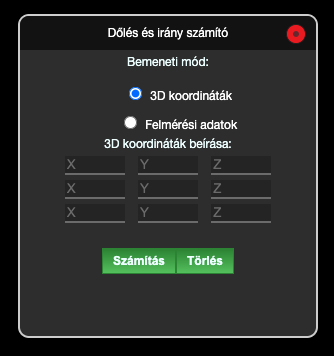 Dőlés és irány számító
Bemeneti mód:
3D koordináták
Felmérési adatok
3D koordináták beírása:
X Y Z
X Y Z
X Y Z
Számítás Törlés